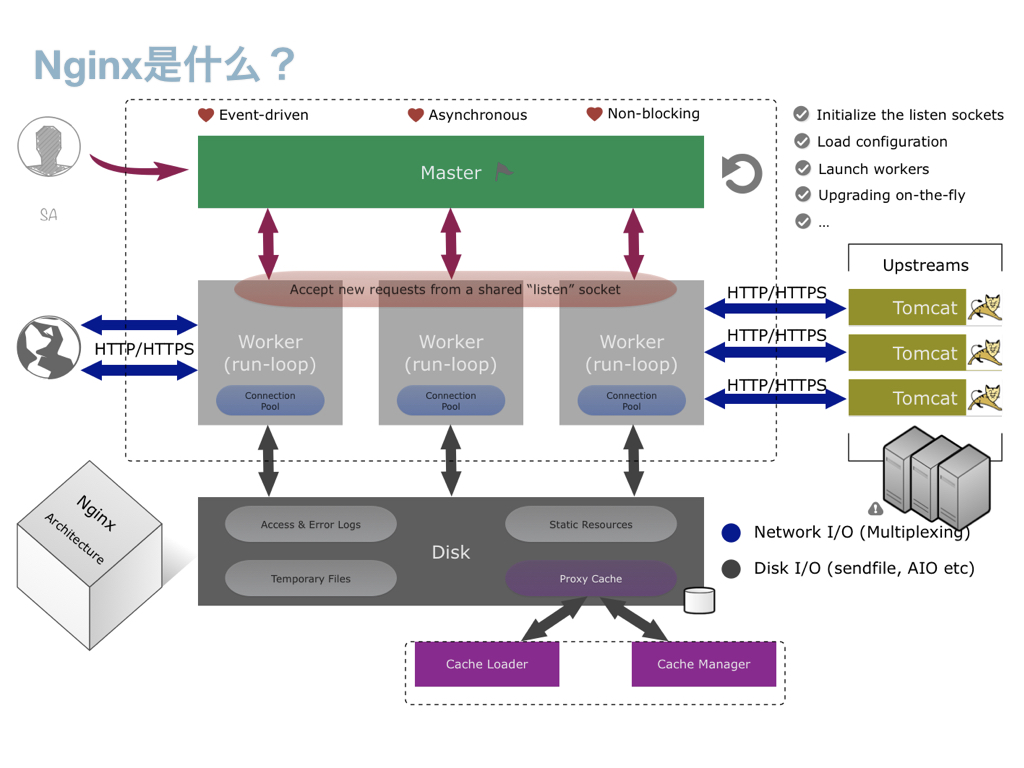 Nginx是什么？
Event-driven
Asynchronous
Non-blocking
Initialize the listen sockets
Load configuration
Launch workers
Upgrading on-the-fly
...
SA
Master
Accept new requests from a shared “listen” socket
Upstreams
HTTP/HTTPS
Worker
(run-loop)
Connection
Pool
Worker
(run-loop)
Connection
Pool
Worker
(run-loop)
Connection
Pool
HTTP/HTTPS
HTTP/HTTPS
HTTP/HTTPS
Tomcat
Tomcat
Tomcat
Nginx
Architecture
Access & Error Logs
Static Resources
Disk
Temporary Files
Proxy Cache
Network I/O (Multiplexing)
Disk I/O (sendfile, AIO etc)
Cache Loader
Cache Manager